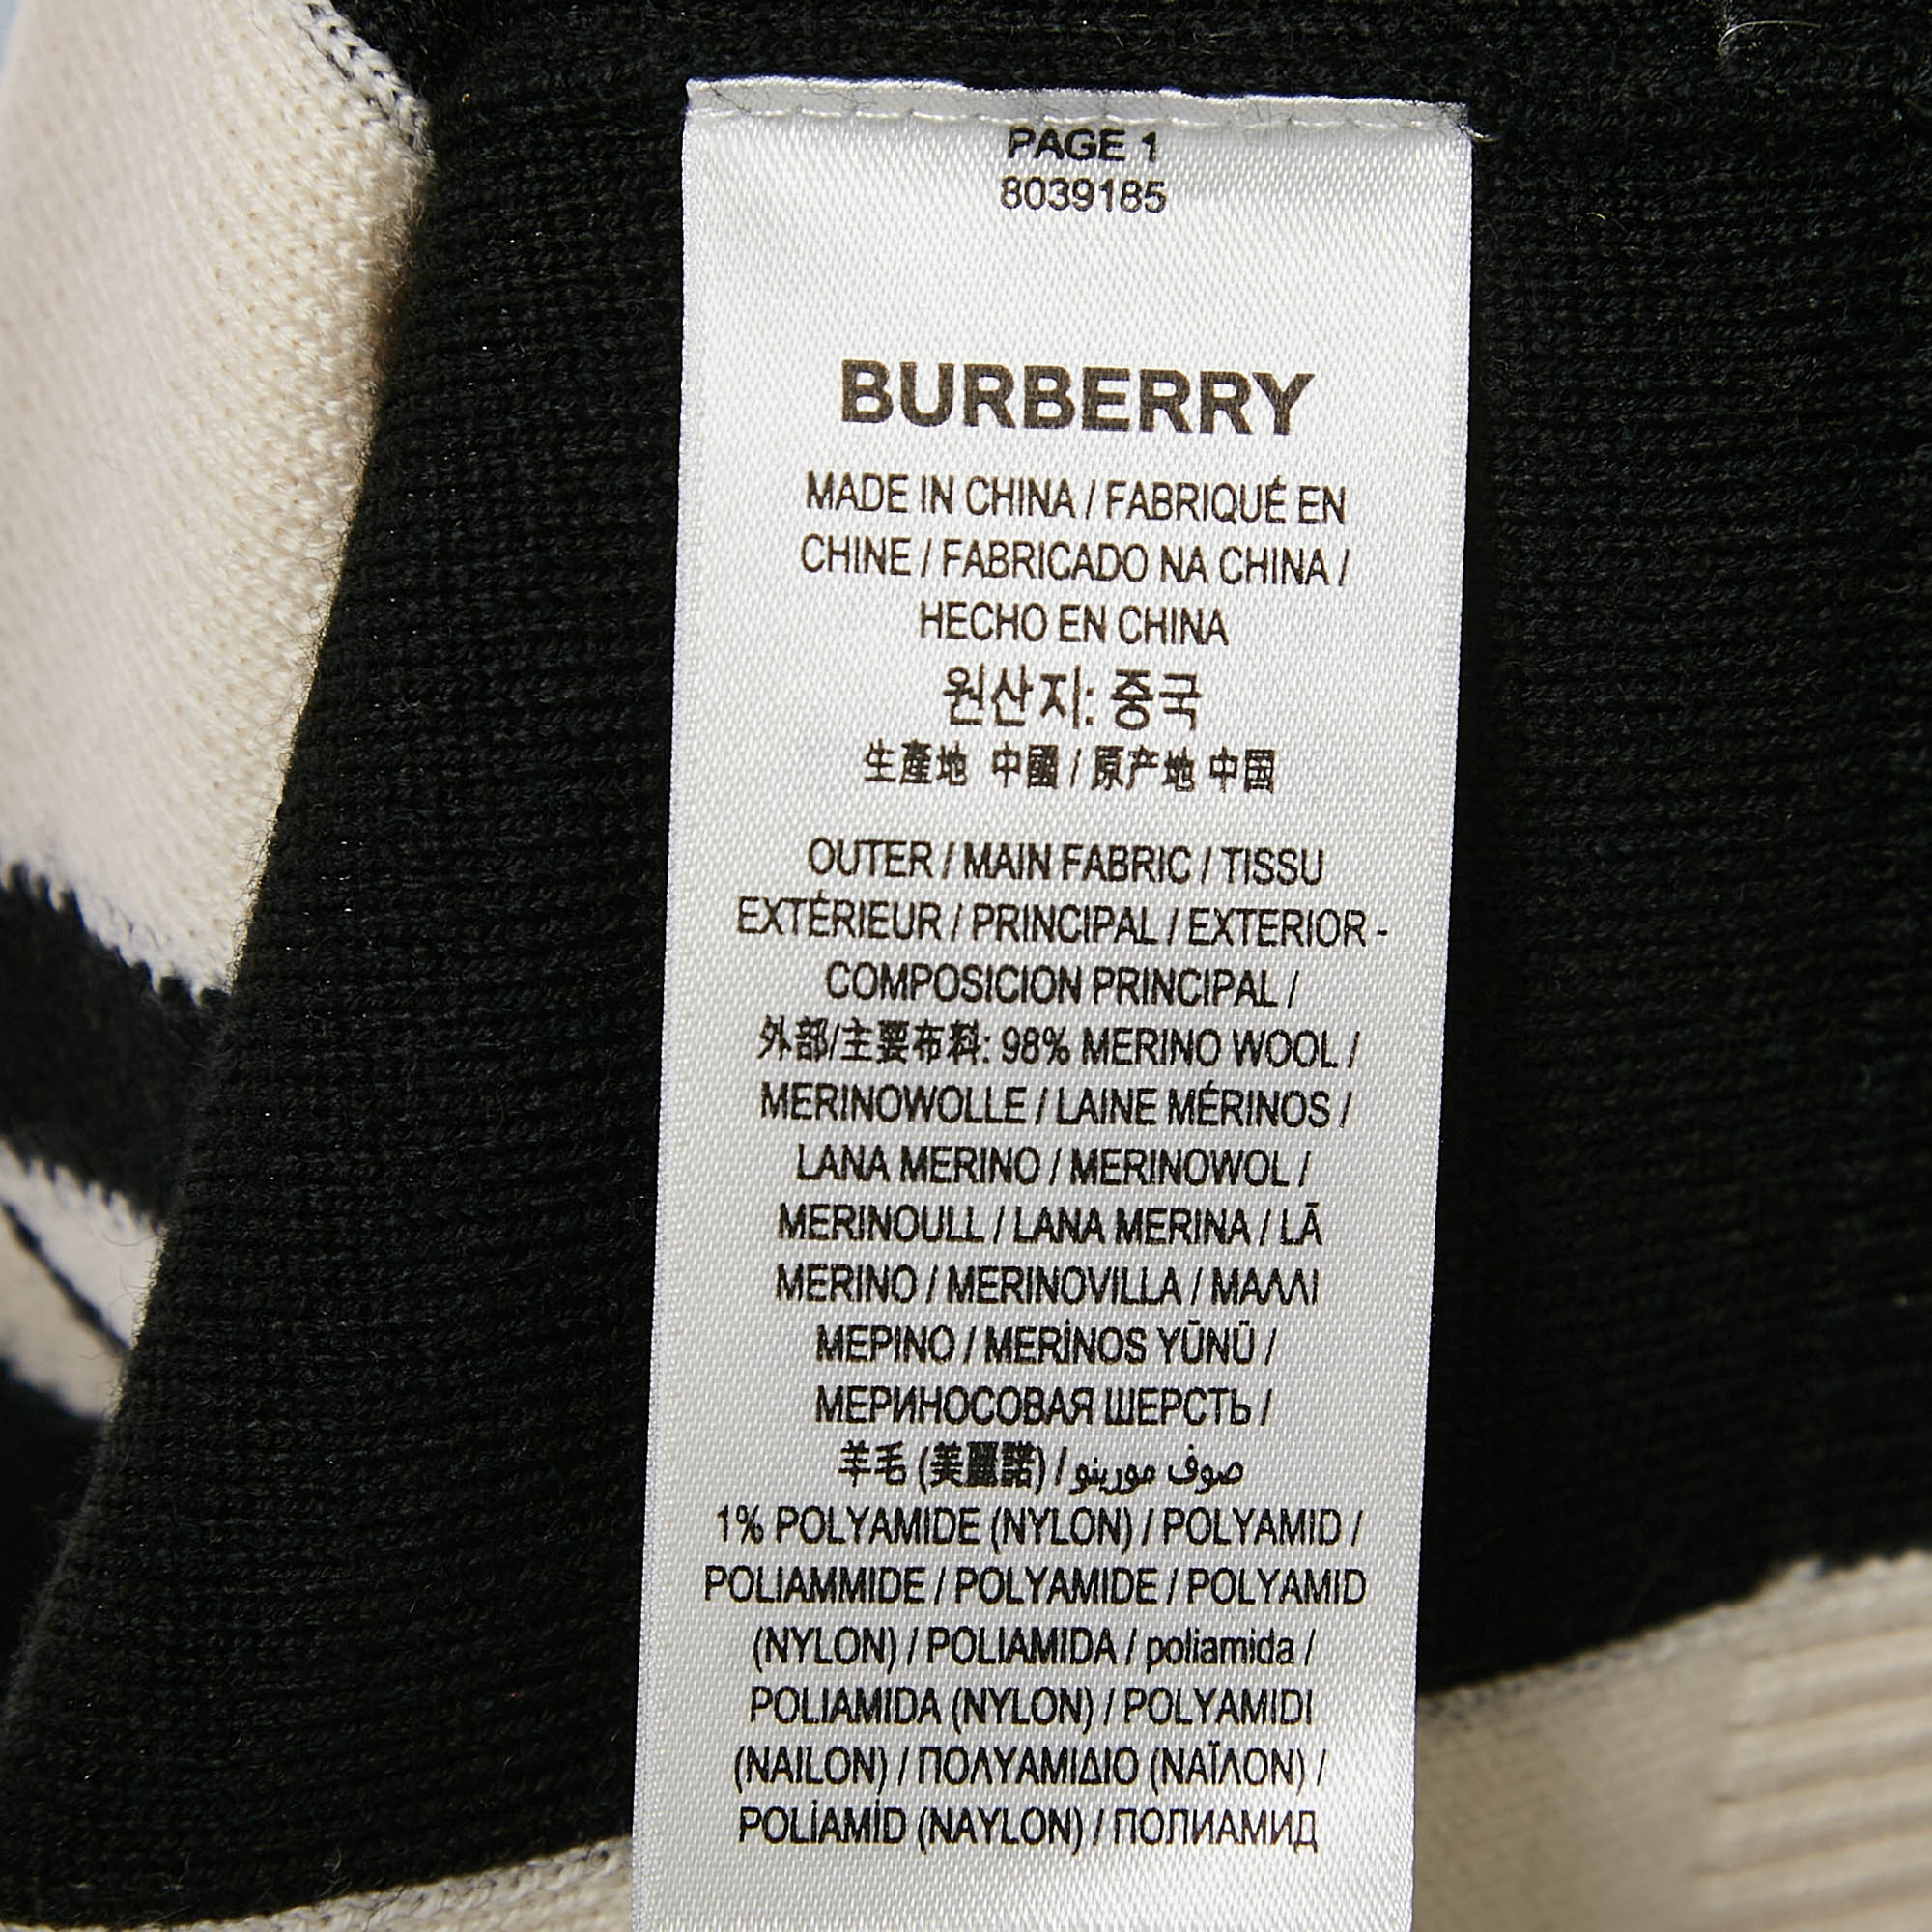 PAGE 1
8039185
BURBERRY
MADE IN CHINA / FABRIQUÉ EN
CHINE / FABRICADO NA CHINA /
HECHO EN CHINA
원산지: 중국
生產地 中國 / 原产地 中国
OUTER / MAIN FABRIC / TISSU
EXTÉRIEUR / PRINCIPAL / EXTERIOR -
COMPOSICION PRINCIPAL /
外部/主要布料: 98% MERINO WOOL /
MERINOWOLLE / LAINE MÉRINOS /
LANA MERINO / MERINOWOL /
MERINOULL / LANA MERINA / LÃ
MERINO / MERINOVILLA / ΜΑΛΛΙ
ΜΕΡΙΝΟ / MERİNOS YÜNÜ /
МЕРИНОСОВАЯ ШЕРСТЬ /
羊毛 (美麗諾) / صوف مورينو
1% POLYAMIDE (NYLON) / POLYAMID /
POLIAMMIDE / POLYAMIDE / POLYAMID
(NYLON) / POLIAMIDA / poliamida /
POLIAMIDA (NYLON) / POLYAMIDI
(NAILON) / ΠΟΛΥΑΜΙΔΙΟ (ΝΑΪΛΟΝ) /
POLİAMİD (NAYLON) / ПОЛИАМИД